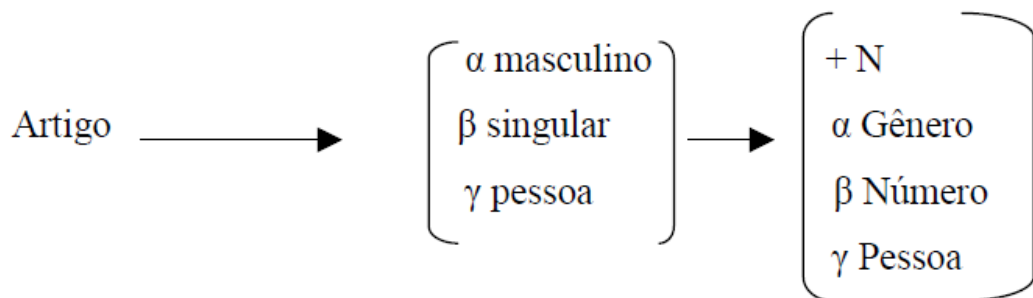 Artigo
α masculino
β singular
γ pessoa
+ N
α Gênero
β Número
γ Pessoa